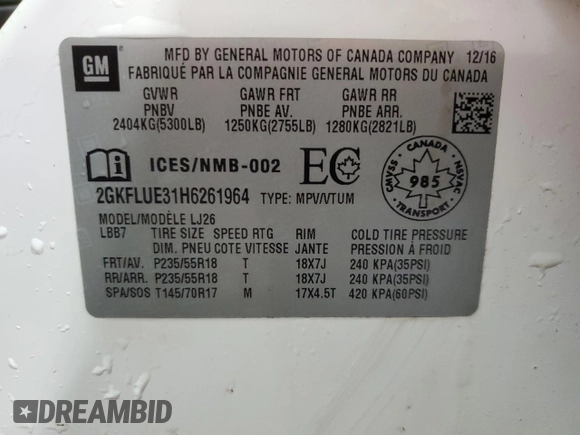 GM
MFD BY GENERAL MOTORS OF CANADA COMPANY 12/16
FABRIQUÉ PAR LA COMPAGNIE GENERAL MOTORS DU CANADA
GVWR GAWR FRT GAWR RR
PNBV PNBE AV. PNBE ARR.
2404KG(5300LB) 1250KG(2755LB) 1280KG(2821LB)
ICES/NMB-002 EC
CANADA
CMVSS NSVAC
985
TRANSPORT
2GKFLUE31H6261964 TYPE: MPV/VTUM
MODEL/MODÈLE LJ26
LBB7 TIRE SIZE SPEED RTG RIM COLD TIRE PRESSURE
DIM. PNEU COTE VITESSE JANTE PRESSION À FROID
FRT/AV. P235/55R18 T 18X7J 240 KPA(35PSI)
RR/ARR. P235/55R18 T 18X7J 240 KPA(35PSI)
SPA/SOS T145/70R17 M 17X4.5T 420 KPA(60PSI)
DREAMBID